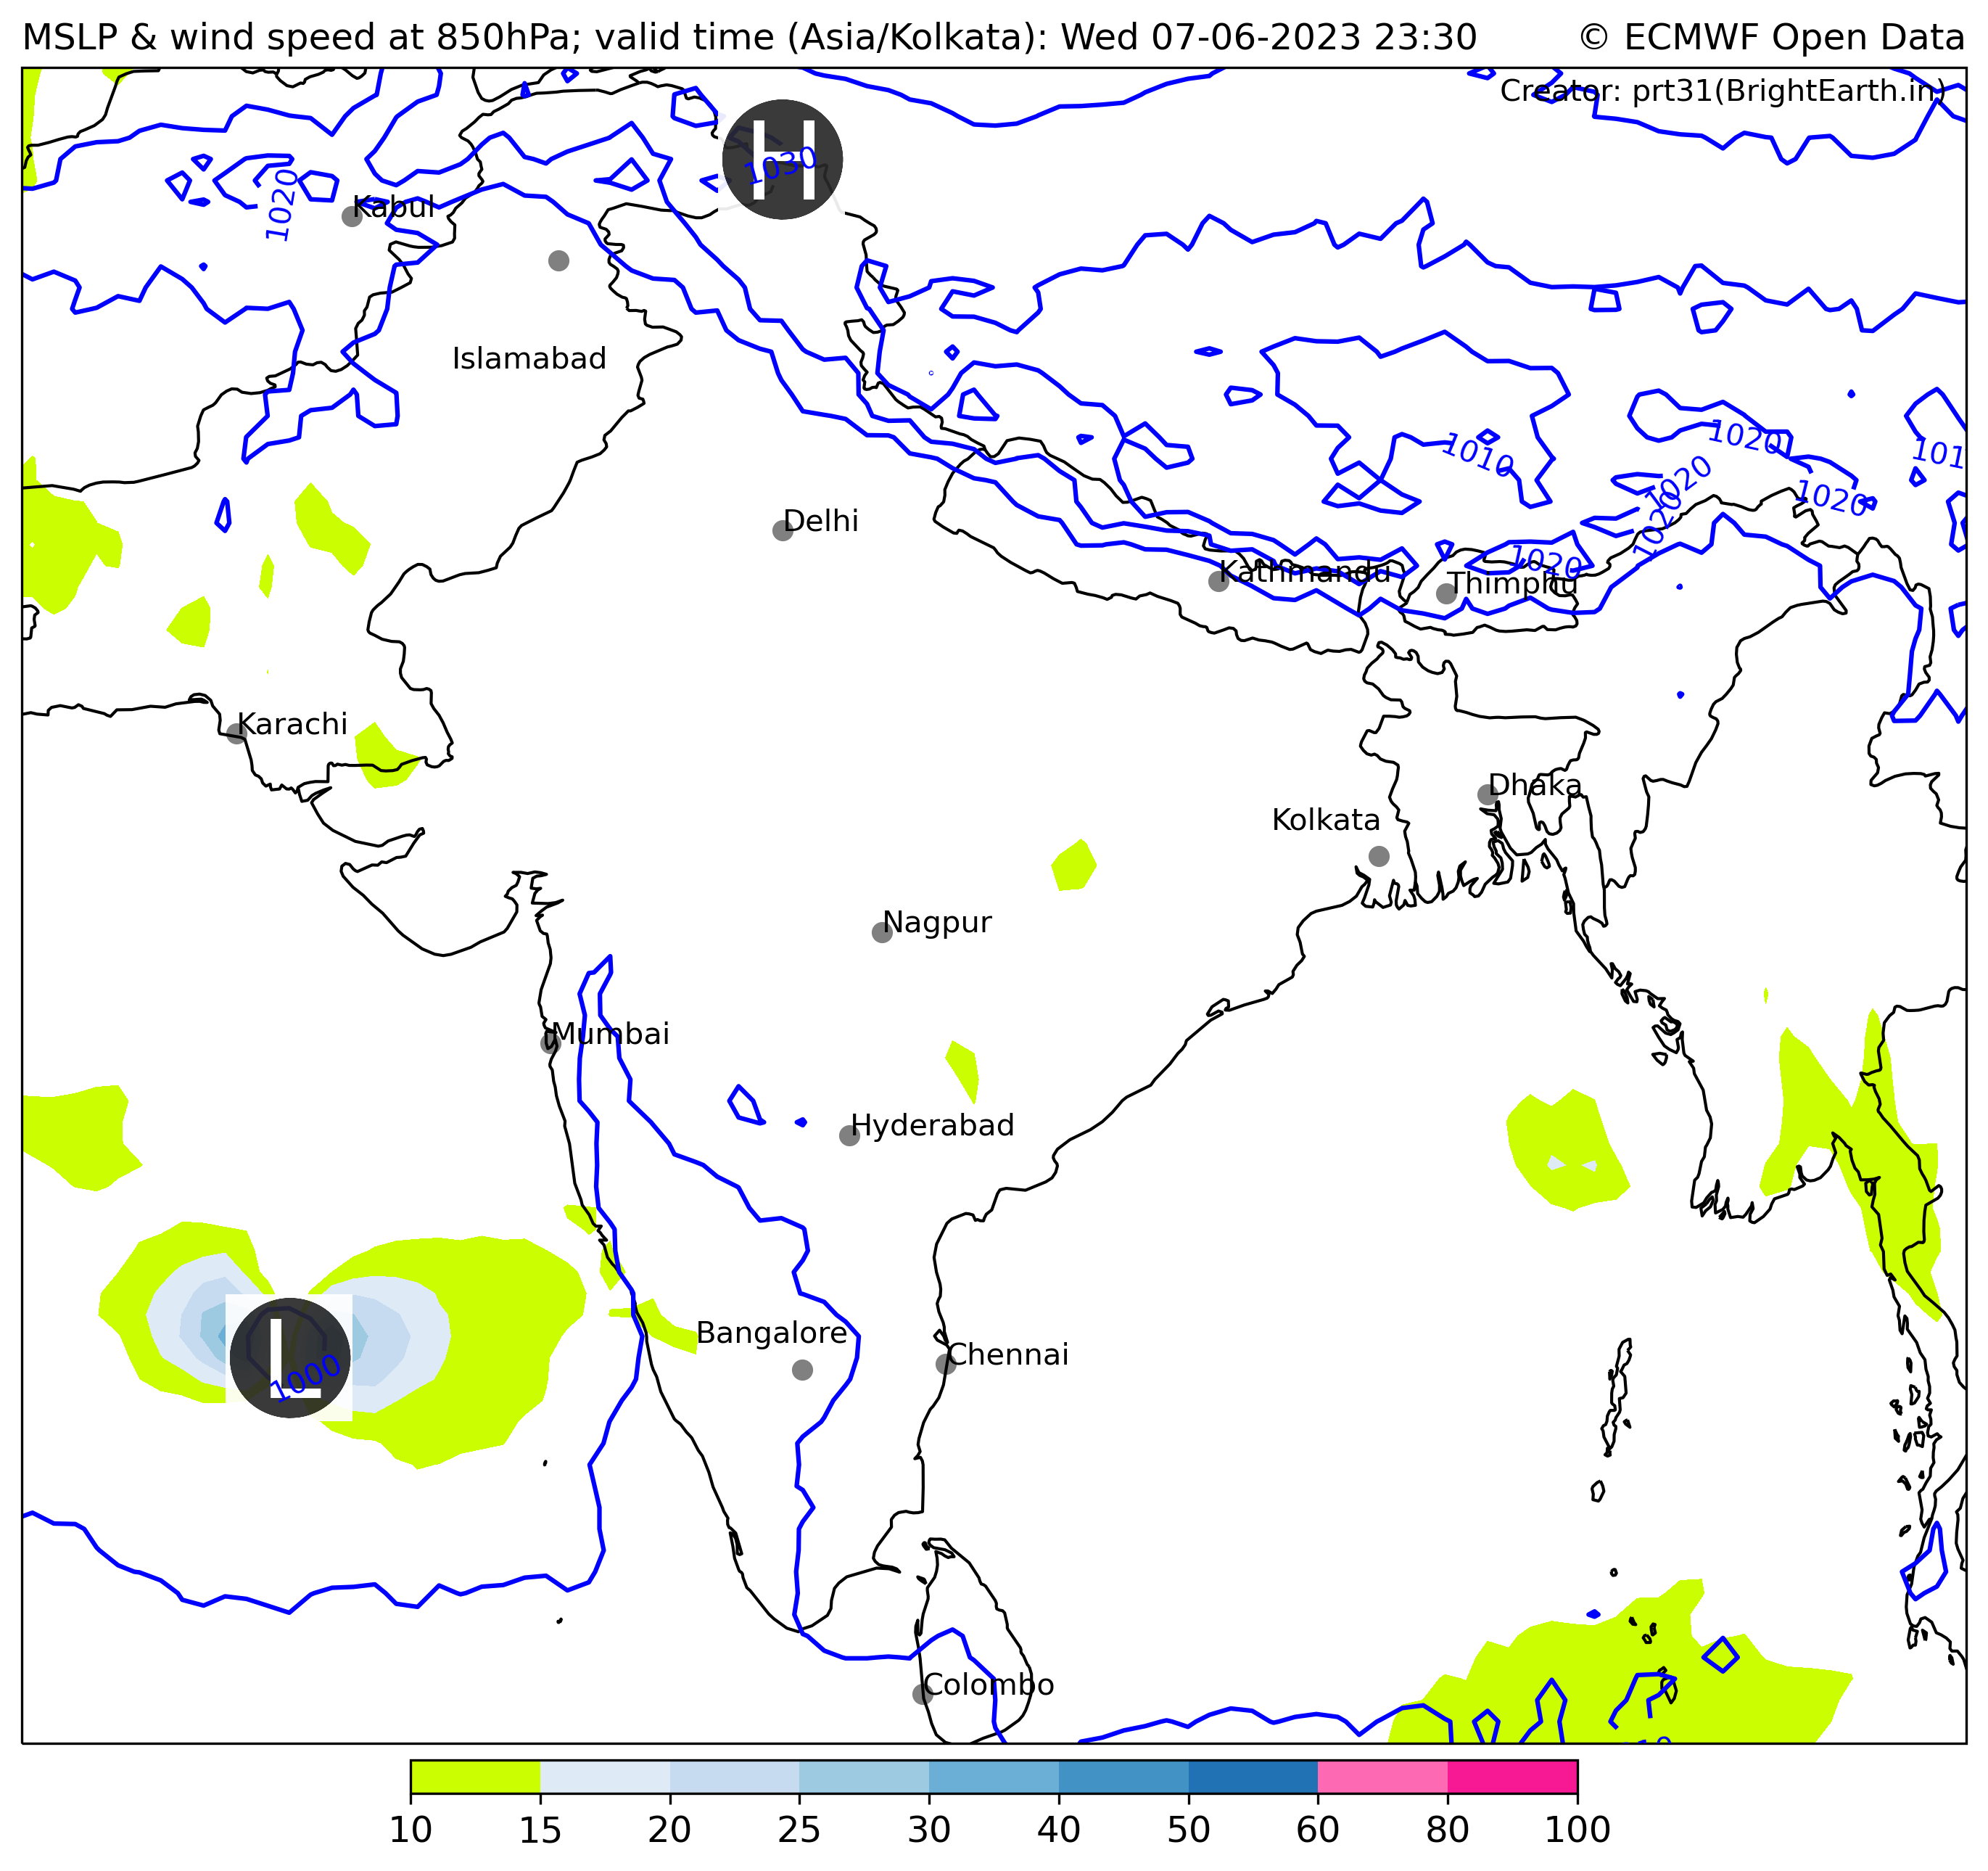 MSLP & wind speed at 850hPa; valid time (Asia/Kolkata): Wed 07-06-2023 23:30
© ECMWF Open Data
Creator: prt31(BrightEarth.in)
H
1030
1020
Kabul
Islamabad
1010
1020
101
1020
1020
1020
Delhi
1020
Kathmandu
Thimphu
Karachi
Dhaka
Kolkata
Nagpur
Mumbai
Hyderabad
L
1000
Bangalore
Chennai
Colombo
10 15 20 25 30 40 50 60 80 100